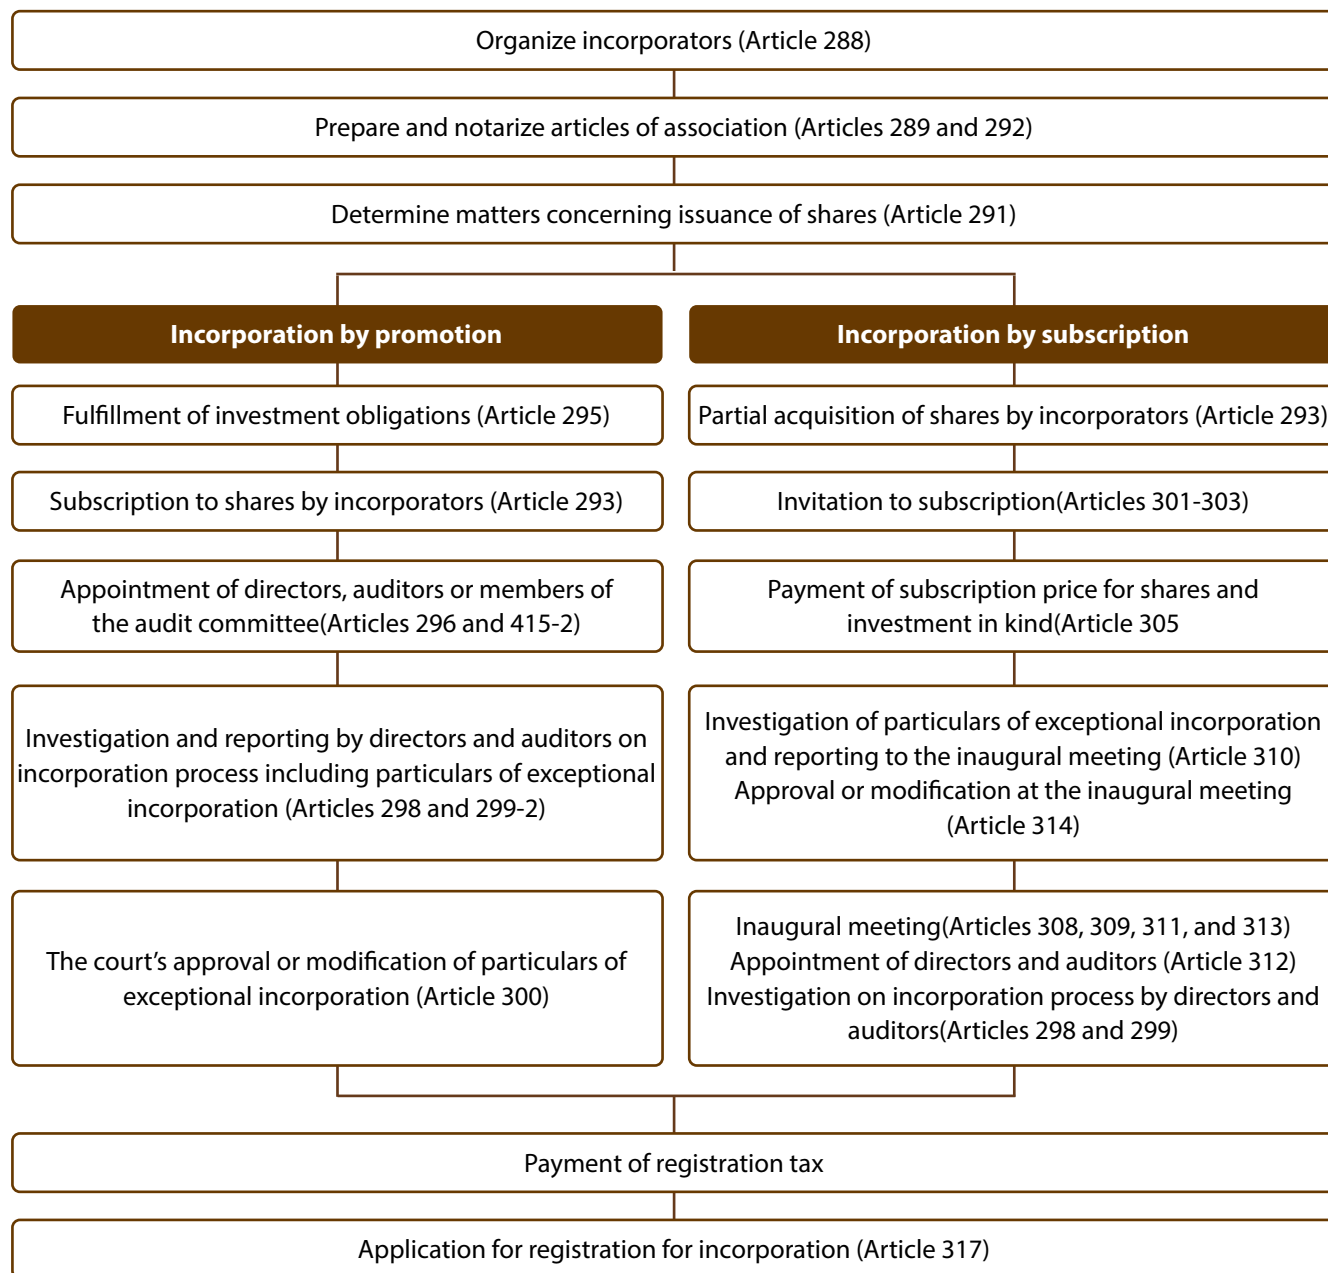 Organize incorporators (Article 288)
Prepare and notarize articles of association (Articles 289 and 292)
Determine matters concerning issuance of shares (Article 291)
Incorporation by promotion
Fulfillment of investment obligations (Article 295)
Subscription to shares by incorporators (Article 293)
Appointment of directors, auditors or members of
the audit committee(Articles 296 and 415-2)
Investigation and reporting by directors and auditors on
incorporation process including particulars of exceptional
incorporation (Articles 298 and 299-2)
The court’s approval or modification of particulars of
exceptional incorporation (Article 300)
Incorporation by subscription
Partial acquisition of shares by incorporators (Article 293)
Invitation to subscription(Articles 301-303)
Payment of subscription price for shares and
investment in kind(Article 305
Investigation of particulars of exceptional incorporation
and reporting to the inaugural meeting (Article 310)
Approval or modification at the inaugural meeting
(Article 314)
Inaugural meeting(Articles 308, 309, 311, and 313)
Appointment of directors and auditors (Article 312)
Investigation on incorporation process by directors and
auditors(Articles 298 and 299)
Payment of registration tax
Application for registration for incorporation (Article 317)